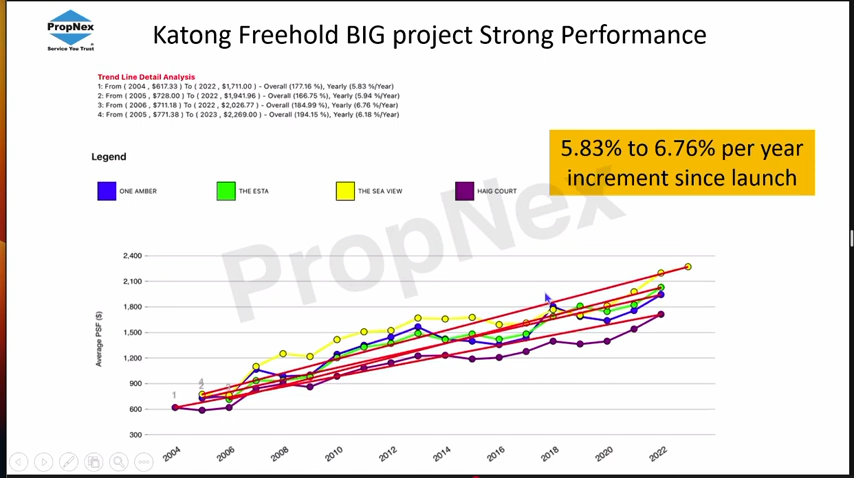 PropNex
Service You Trust
Katong Freehold BIG project Strong Performance
Trend Line Detail Analysis
1: From ( 2004 , $617.33 ) To ( 2022 , $1,711.00 ) - Overall (177.16 %), Yearly (5.83 %/Year)
2: From ( 2005 , $728.00 ) To ( 2022 , $1,941.96 ) - Overall (166.75 %), Yearly (5.94 %/Year)
3: From ( 2006 , $711.18 ) To ( 2022 , $2,026.77 ) - Overall (184.99 %), Yearly (6.76 %/Year)
4: From ( 2005 , $771.38 ) To ( 2023 , $2,269.00 ) - Overall (194.15 %), Yearly (6.18 %/Year)
5.83% to 6.76% per year
increment since launch
Legend
ONE AMBER
THE ESTA
THE SEA VIEW
HAIG COURT
PropNex
Average PSF ($)
2,400
2,100
1,800
1,500
1,200
900
600
300
1
4
2004
2006
2008
2010
2012
2014
2016
2018
2020
2022